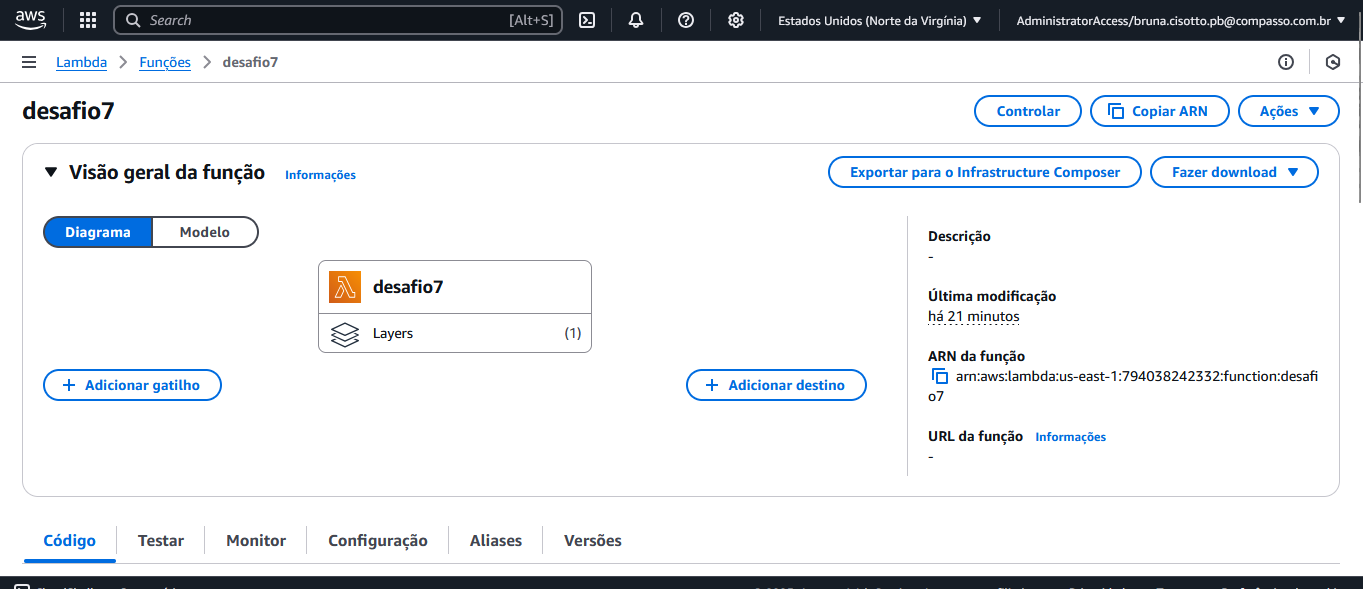 aws
Search [Alt+S]
Estados Unidos (Norte da Virgínia)
AdministratorAccess/bruna.cisotto.pb@compasso.com.br
Lambda
Funções
desafio7
desafio7
Controlar
Copiar ARN
Ações
Visão geral da função
Informações
Exportar para o Infrastructure Composer
Fazer download
Diagrama
Modelo
desafio7
Layers
(1)
Adicionar gatilho
Adicionar destino
Descrição
-
Última modificação
há 21 minutos
ARN da função
arn:aws:lambda:us-east-1:794038242332:function:desafi
o7
URL da função Informações
-
Código
Testar
Monitor
Configuração
Aliases
Versões